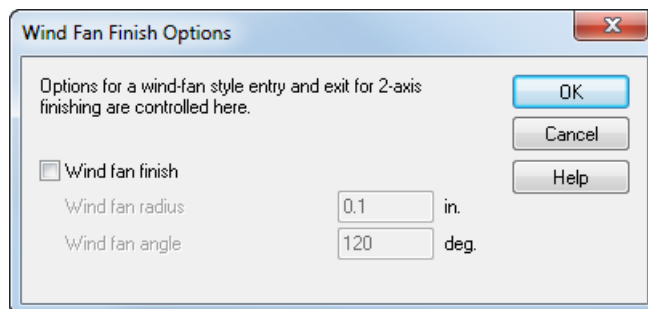 Wind Fan Finish Options
Options for a wind-fan style entry and exit for 2-axis
finishing are controlled here.
OK
Cancel
Help
Wind fan finish
Wind fan radius 0.1 in.
Wind fan angle 120 deg.